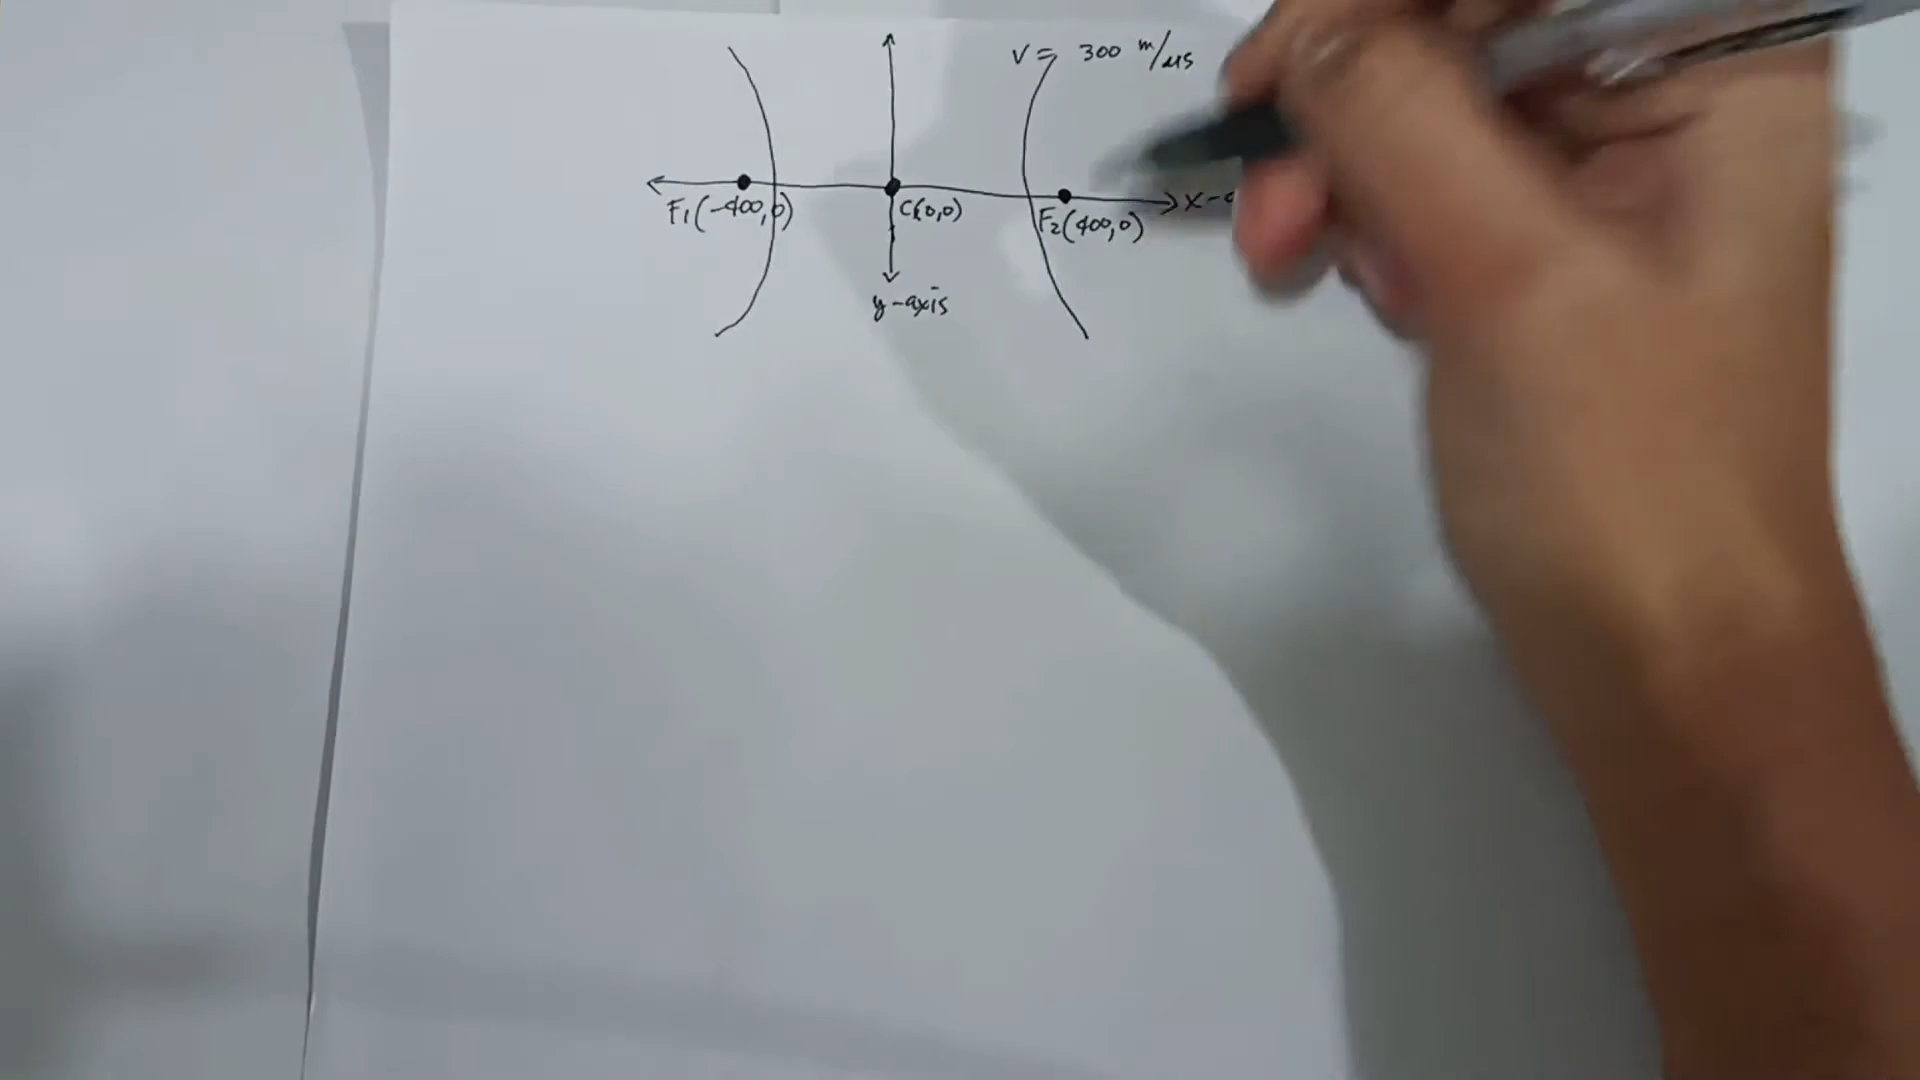 V = 300 m/μs
F₁(-400,0) C(0,0) F₂(400,0) x-
y-axis